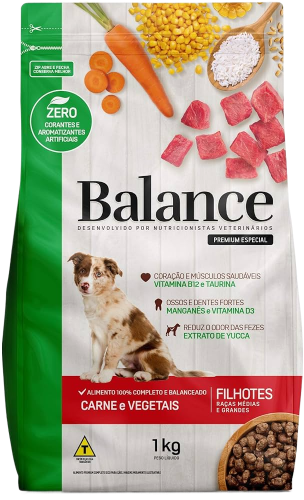 ZIP ABRE E FECHA
CONSERVA MELHOR
ZERO
CORANTES E
AROMATIZANTES
ARTIFICIAIS
Balance
DESENVOLVIDO POR NUTRICIONISTAS VETERINÁRIOS
PREMIUM ESPECIAL
CORAÇÃO E MÚSCULOS SAUDÁVEIS
VITAMINA B12 e TAURINA
OSSOS E DENTES FORTES
MANGANÊS e VITAMINA D3
REDUZ O ODOR DAS FEZES
EXTRATO DE YUCCA
ALIMENTO 100% COMPLETO E BALANCEADO
CARNE e VEGETAIS
FILHOTES
RAÇAS MÉDIAS
E GRANDES
1kg
PESO LÍQUIDO